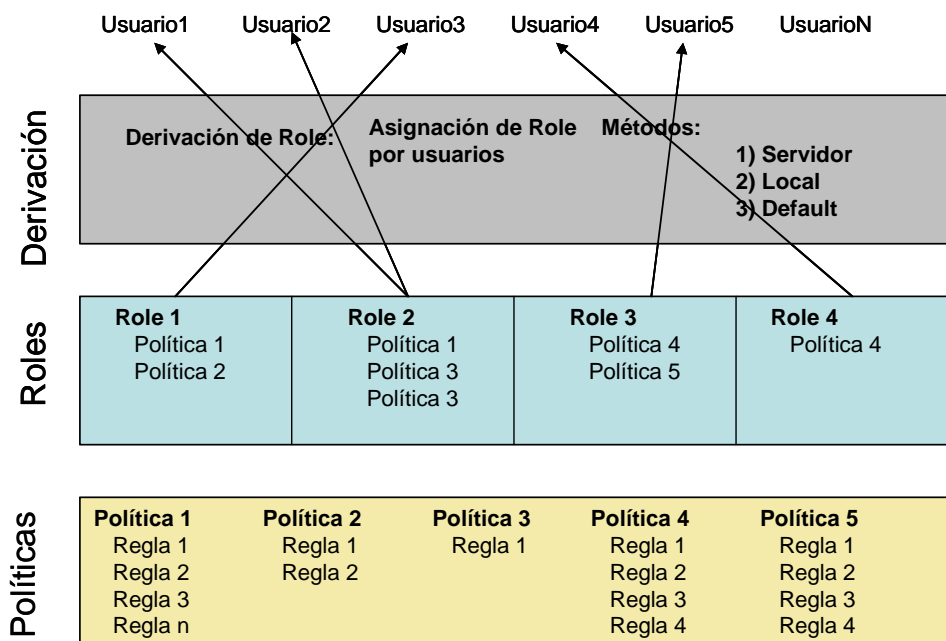 Usuario1 Usuario2 Usuario3 Usuario4 Usuario5 UsuarioN
Derivación
Derivación de Role:
Asignación de Role
por usuarios
Métodos:
1) Servidor
2) Local
3) Default
Roles
Role 1
Política 1
Política 2
Role 2
Política 1
Política 3
Política 3
Role 3
Política 4
Política 5
Role 4
Política 4
Políticas
Política 1
Regla 1
Regla 2
Regla 3
Regla n
Política 2
Regla 1
Regla 2
Política 3
Regla 1
Política 4
Regla 1
Regla 2
Regla 3
Regla 4
Política 5
Regla 1
Regla 2
Regla 3
Regla 4